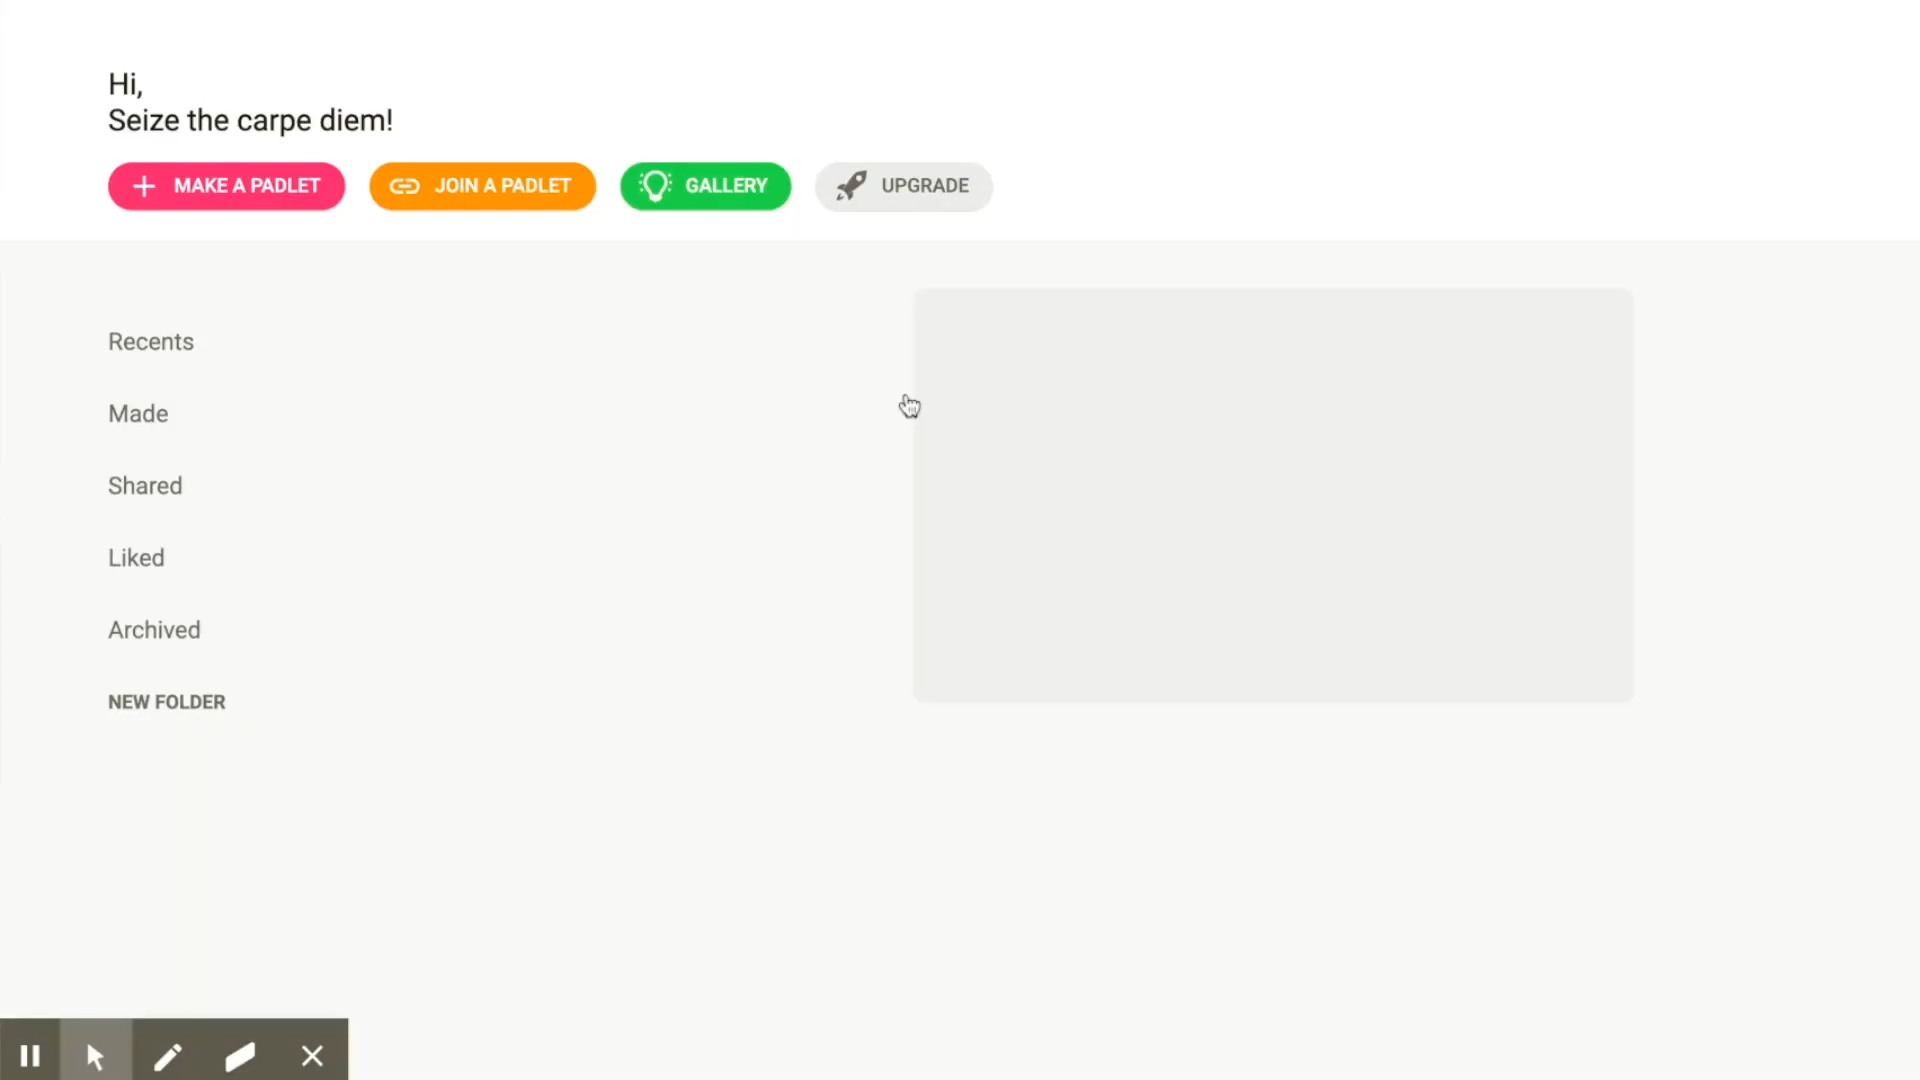 Hi,
Seize the carpe diem!
MAKE A PADLET
JOIN A PADLET
GALLERY
UPGRADE
Recents
Made
Shared
Liked
Archived
NEW FOLDER